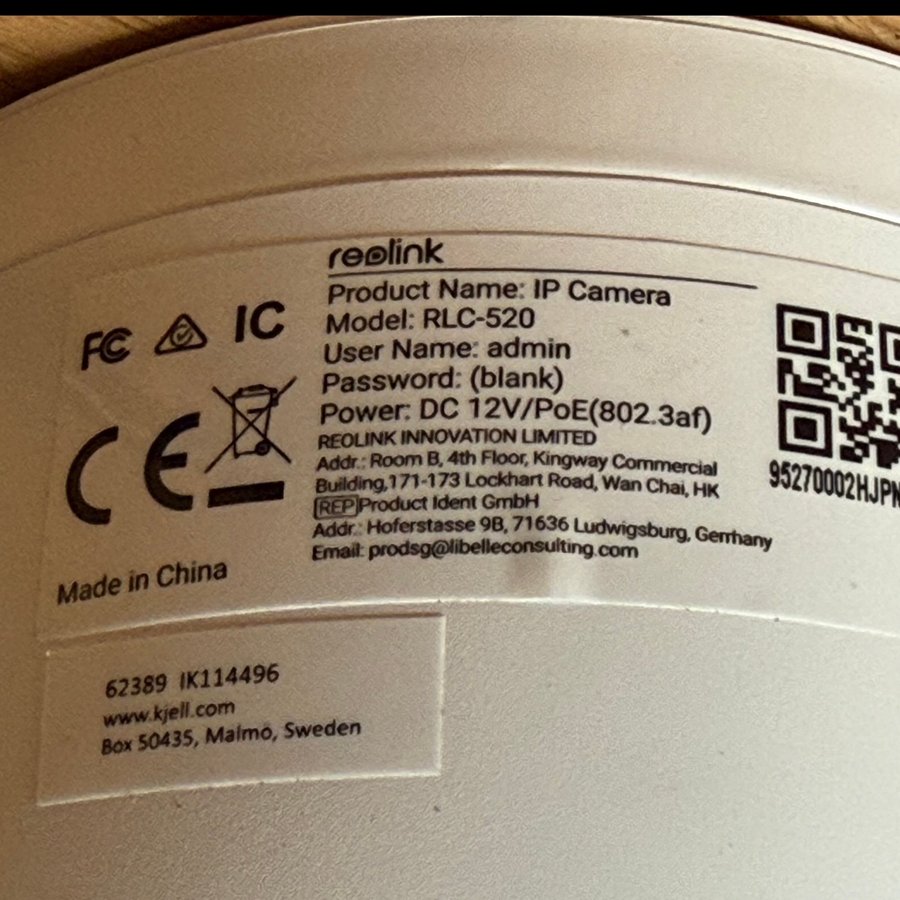 reolink
Product Name: IP Camera
Model: RLC-520
User Name: admin
Password: (blank)
Power: DC 12V/PoE(802.3af)
REOLINK INNOVATION LIMITED
Addr.: Room B, 4th Floor, Kingway Commercial
Building,171-173 Lockhart Road, Wan Chai, HK
REP Product Ident GmbH
Addr.: Hoferstasse 9B, 71636 Ludwigsburg, Gerrhany
Email: prodsg@libelleconsulting.com
FC
IC
CE
Made in China
95270002HJPN
62389 IK114496
www.kjell.com
Box 50435, Malmö, Sweden